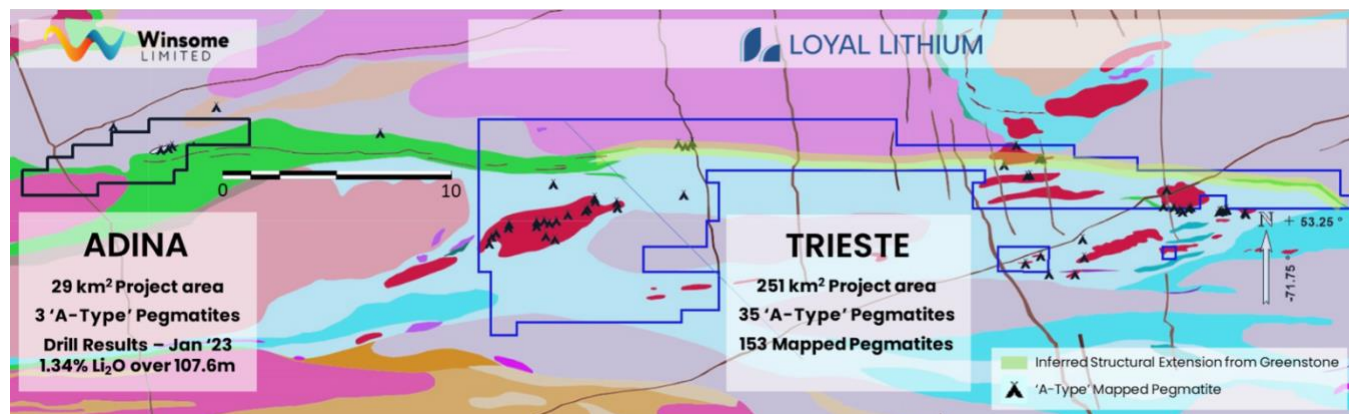 Winsome
LIMITED
LOYAL LITHIUM
0
10
ADINA
29 km² Project area
3 ‘A-Type’ Pegmatites
Drill Results – Jan ‘23
1.34% Li₂O over 107.6m
TRIESTE
251 km² Project area
35 ‘A-Type’ Pegmatites
153 Mapped Pegmatites
N
+ 53.25 °
-71.75 °
Inferred Structural Extension from Greenstone
‘A-Type’ Mapped Pegmatite